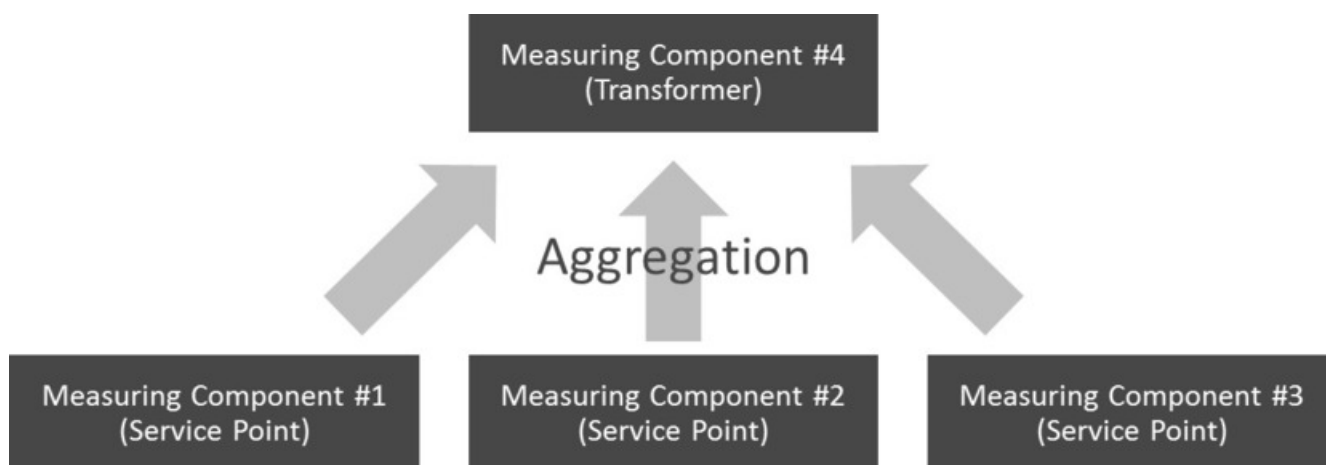 Measuring Component #4
(Transformer)
Aggregation
Measuring Component #1
(Service Point)
Measuring Component #2
(Service Point)
Measuring Component #3
(Service Point)